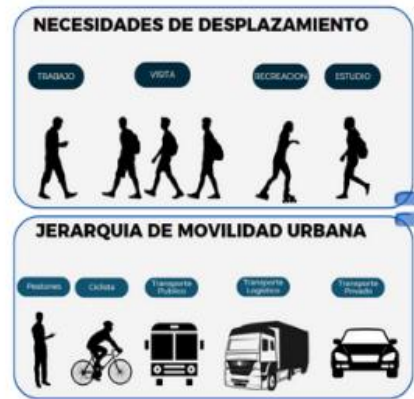 NECESIDADES DE DESPLAZAMIENTO
TRABAJO VISITA RECREACION ESTUDIO
JERARQUIA DE MOVILIDAD URBANA
Peatones Ciclista Transporte Publico Transporte Logistico Transporte Privado